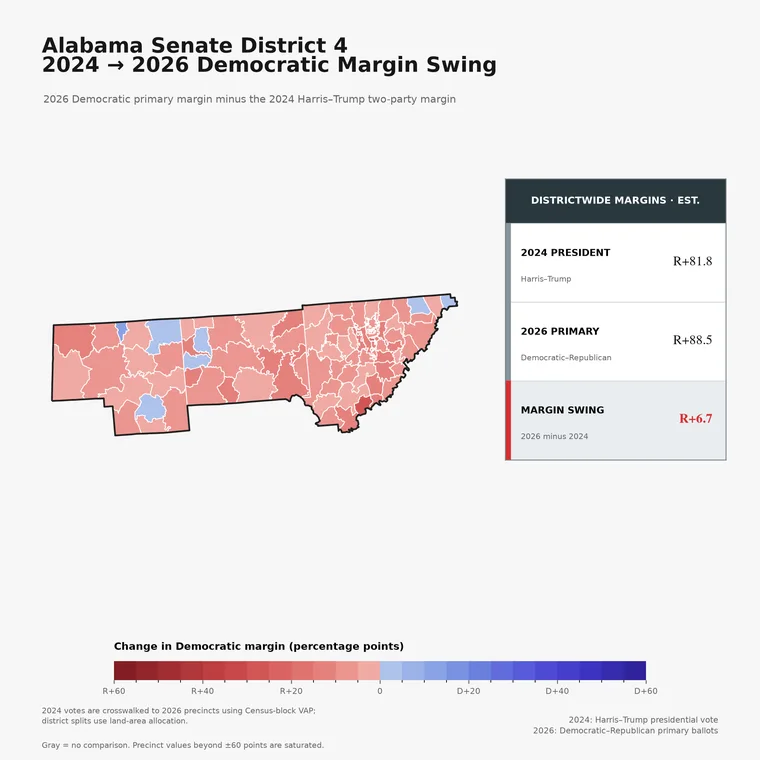 Alabama Senate District 4
2024 → 2026 Democratic Margin Swing
2026 Democratic primary margin minus the 2024 Harris–Trump two-party margin
DISTRICTWIDE MARGINS · EST.
2024 PRESIDENT
R+81.8
Harris–Trump
2026 PRIMARY
R+88.5
Democratic–Republican
MARGIN SWING
R+6.7
2026 minus 2024
Change in Democratic margin (percentage points)
R+60 R+40 R+20 0 D+20 D+40 D+60
2024 votes are crosswalked to 2026 precincts using Census-block VAP;
district splits use land-area allocation.
Gray = no comparison. Precinct values beyond ±60 points are saturated.
2024: Harris–Trump presidential vote
2026: Democratic–Republican primary ballots